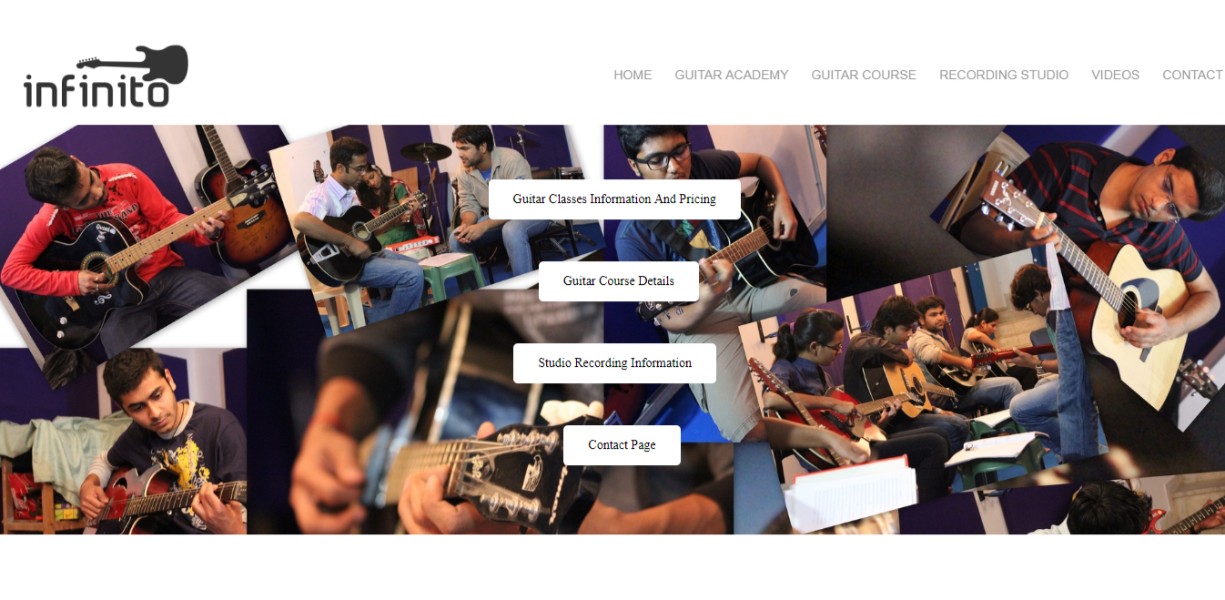 infinito
HOME GUITAR ACADEMY GUITAR COURSE RECORDING STUDIO VIDEOS CONTACT
Guitar Classes Information And Pricing
Guitar Course Details
Studio Recording Information
Contact Page